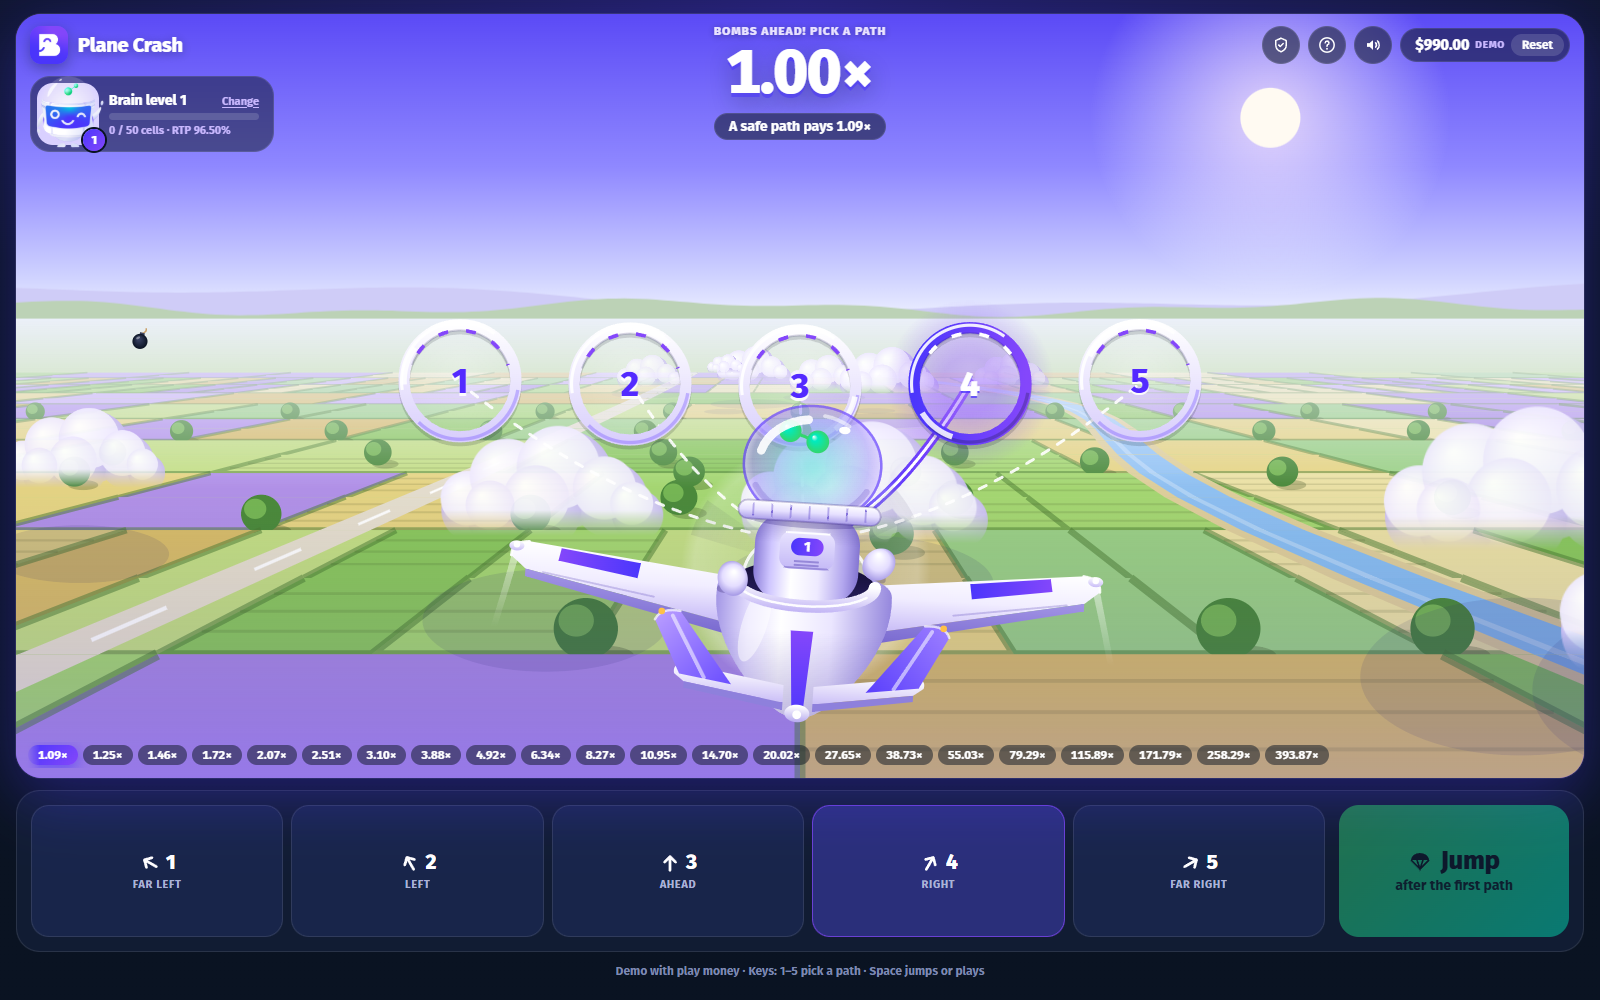 Plane Crash
BOMBS AHEAD! PICK A PATH
1.00×
A safe path pays 1.09×
$990.00 DEMO Reset
Brain level 1 Change
0 / 50 cells · RTP 96.50%
1
1 2 3 4 5
1
1.09× 1.25× 1.46× 1.72× 2.07× 2.51× 3.10× 3.88× 4.92× 6.34× 8.27× 10.95× 14.70× 20.02× 27.65× 38.73× 55.03× 79.29× 115.89× 171.79× 258.29× 393.87×
1 2 3 4 5 Jump
FAR LEFT LEFT AHEAD RIGHT FAR RIGHT after the first path
Demo with play money · Keys: 1–5 pick a path · Space jumps or plays